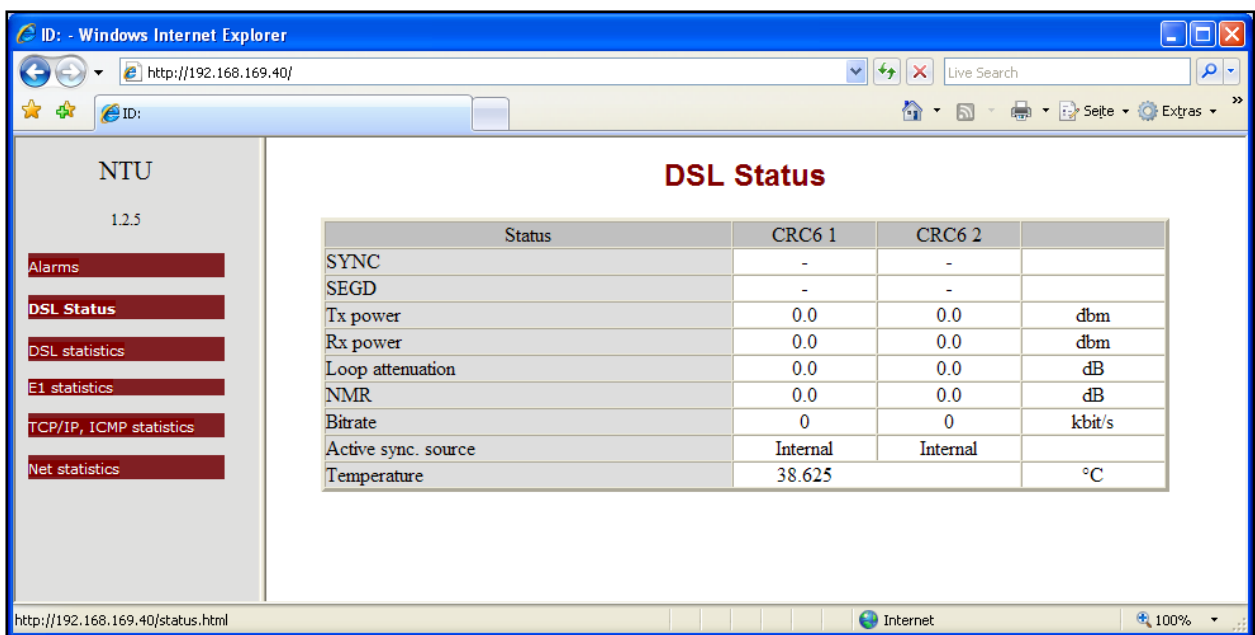 ID: - Windows Internet Explorer
http://192.168.169.40/
Live Search
ID:
Seite
Extras
»
NTU
1.2.5
Alarms
DSL Status
DSL statistics
E1 statistics
TCP/IP, ICMP statistics
Net statistics
DSL Status
Status CRC6 1 CRC6 2
SYNC - -
SEGD - -
Tx power 0.0 0.0 dbm
Rx power 0.0 0.0 dbm
Loop attenuation 0.0 0.0 dB
NMR 0.0 0.0 dB
Bitrate 0 0 kbit/s
Active sync. source Internal Internal
Temperature 38.625 °C
http://192.168.169.40/status.html
Internet
100%